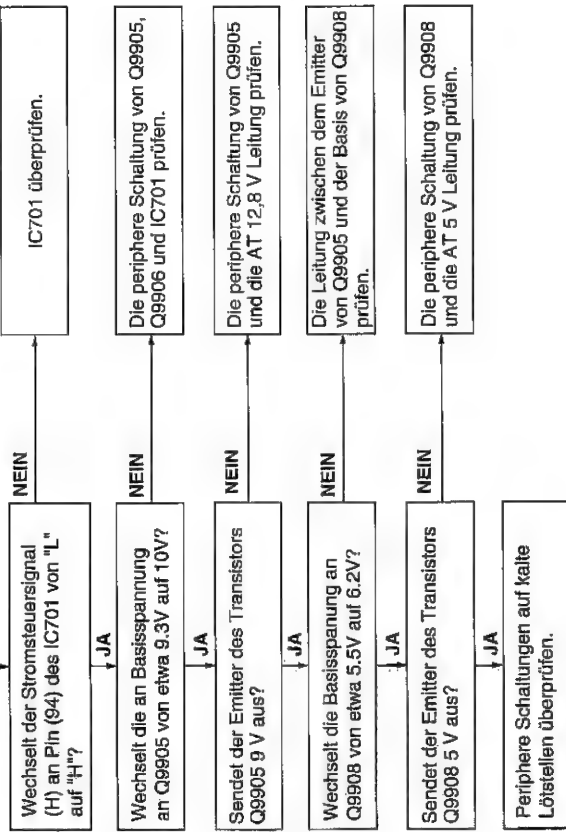 Wechselt der Stromsteuersignal
(H) an Pin (94) des IC701 von "L"
auf "H"?
NEIN
IC701 überprüfen.
JA
Wechselt die an Basisspannung
an Q9905 von etwa 9.3V auf 10V?
NEIN
Die periphere Schaltung von Q9905,
Q9906 und IC701 prüfen.
JA
Sendet der Emitter des Transistors
Q9905 9 V aus?
NEIN
Die periphere Schaltung von Q9905
und die AT 12,8 V Leitung prüfen.
JA
Wechselt die Basisspanung an
Q9908 von etwa 5.5V auf 6.2V?
NEIN
Die Leitung zwischen dem Emitter
von Q9905 und der Basis von Q9908
prüfen.
JA
Sendet der Emitter des Transistors
Q9908 5 V aus?
NEIN
Die periphere Schaltung von Q9908
und die AT 5 V Leitung prüfen.
JA
Periphere Schaltungen auf kalte
Lötstellen überprüfen.